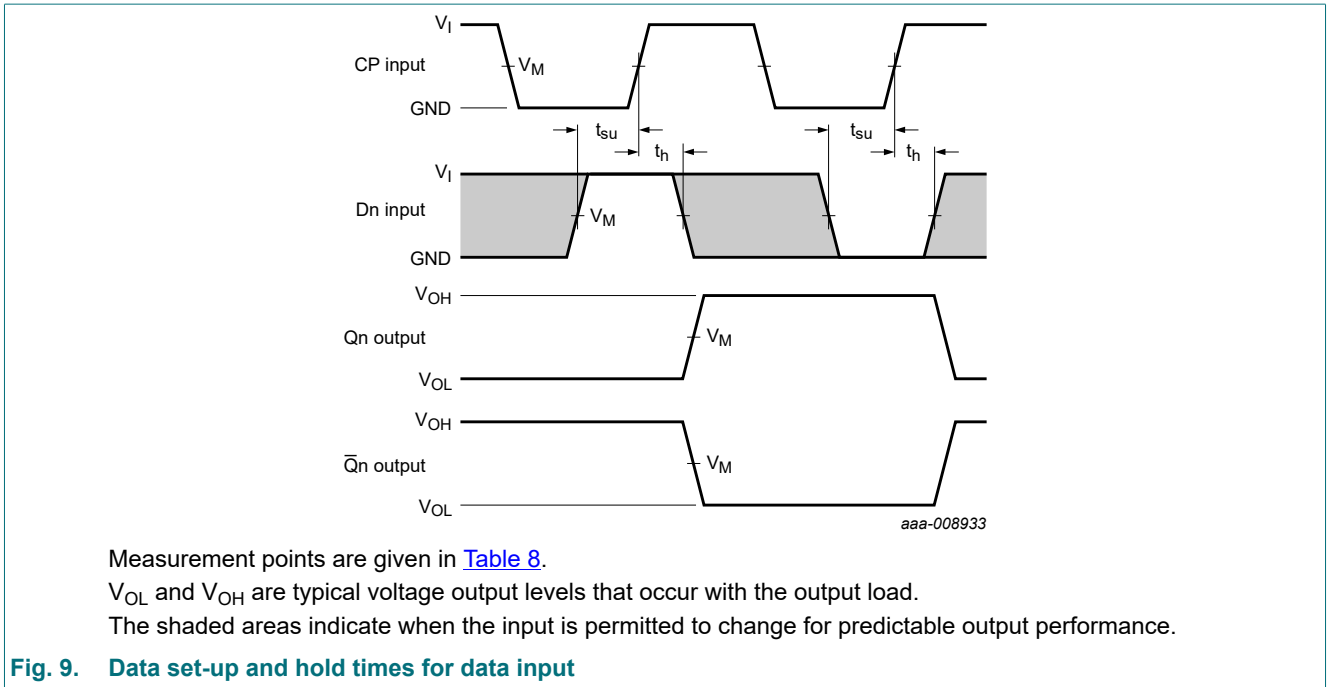 V_I
CP input
V_M
GND
t_su
t_su
t_h
t_h
V_I
Dn input
V_M
GND
V_OH
Qn output
V_M
V_OL
V_OH
Q̅n output
V_M
V_OL
aaa-008933
Measurement points are given in Table 8.
V_OL and V_OH are typical voltage output levels that occur with the output load.
The shaded areas indicate when the input is permitted to change for predictable output performance.
Fig. 9. Data set-up and hold times for data input